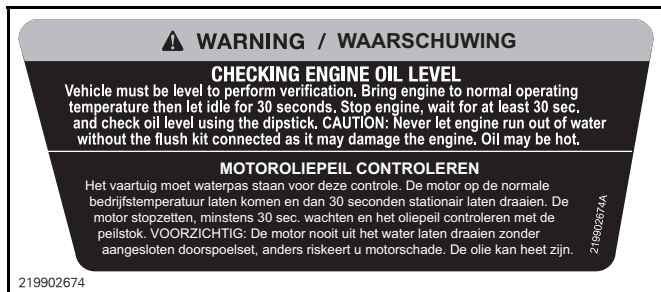 WARNING / WAARSCHUWING
CHECKING ENGINE OIL LEVEL
Vehicle must be level to perform verification. Bring engine to normal operating
temperature then let idle for 30 seconds. Stop engine, wait for at least 30 sec.
and check oil level using the dipstick. CAUTION: Never let engine run out of water
without the flush kit connected as it may damage the engine. Oil may be hot.
MOTOROLIEPEIL CONTROLEREN
Het vaartuig moet waterpas staan voor deze controle. De motor op de normale
bedrijfstemperatuur laten komen en dan 30 seconden stationair laten draaien. De
motor stopzetten, minstens 30 sec. wachten en het oliepeil controleren met de
peilstok. VOORZICHTIG: De motor nooit uit het water laten draaien zonder
aangesloten doorspoelset, anders riskeert u motorschade. De olie kan heet zijn.
219902674A
219902674